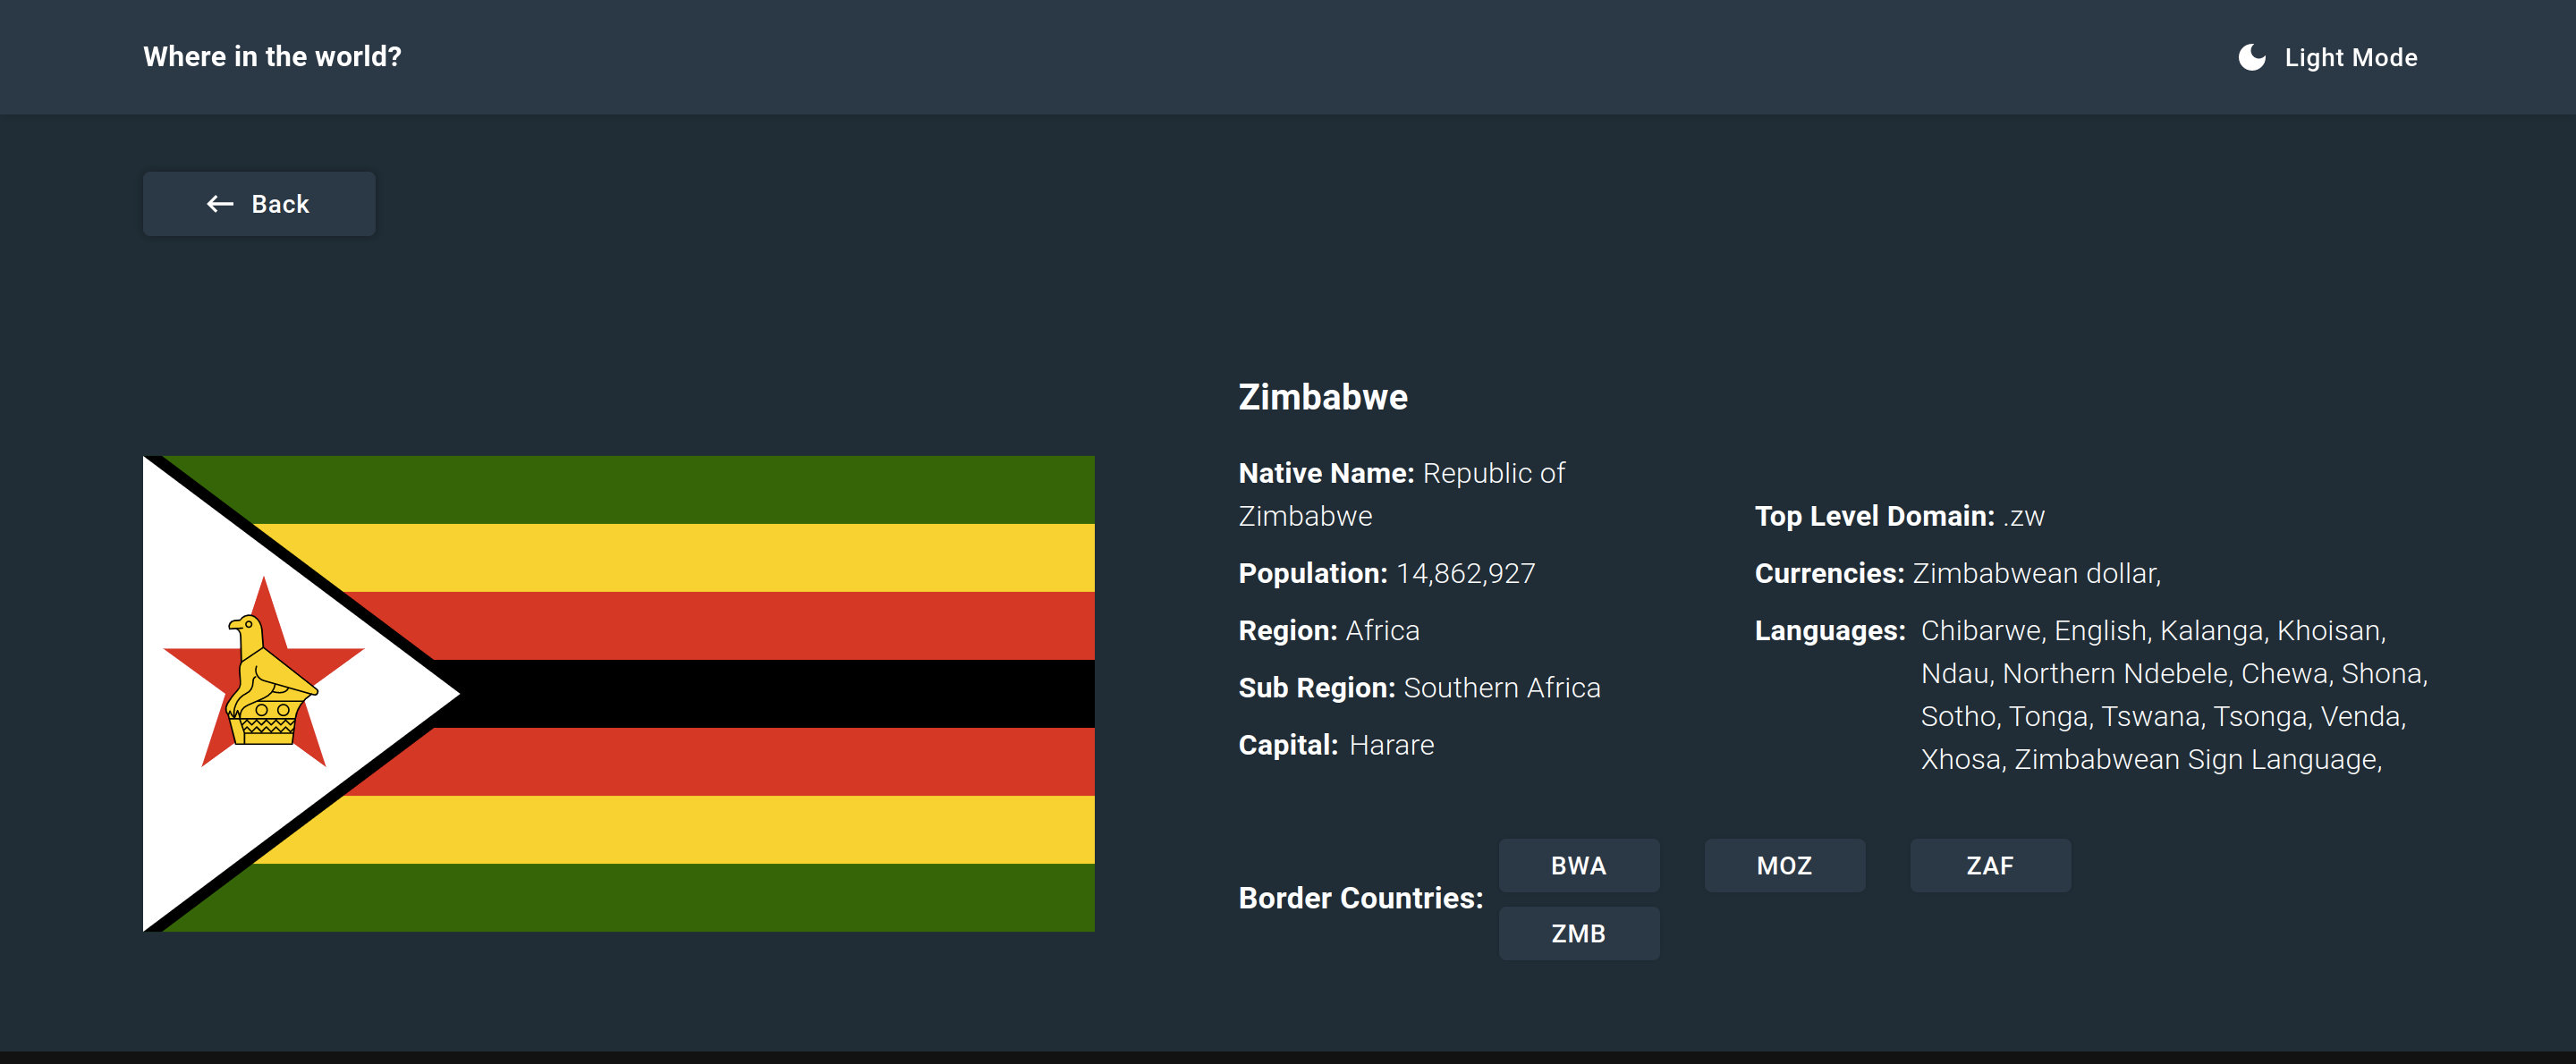 Where in the world?
Light Mode
Back
Zimbabwe
Native Name: Republic of
Zimbabwe
Population: 14,862,927
Region: Africa
Sub Region: Southern Africa
Capital: Harare
Top Level Domain: .zw
Currencies: Zimbabwean dollar,
Languages: Chibarwe, English, Kalanga, Khoisan,
Ndau, Northern Ndebele, Chewa, Shona,
Sotho, Tonga, Tswana, Tsonga, Venda,
Xhosa, Zimbabwean Sign Language,
Border Countries:
BWA
MOZ
ZAF
ZMB